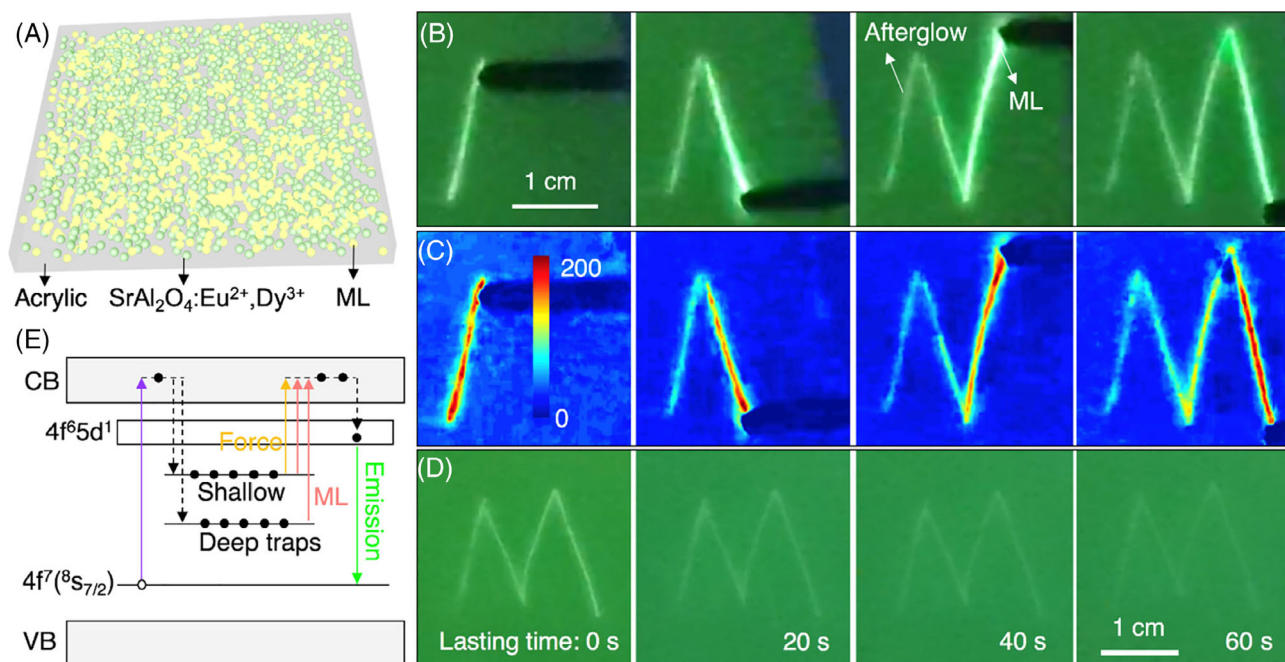 (A)
Acrylic SrAl₂O₄:Eu²⁺,Dy³⁺ ML
(B)
1 cm
Afterglow
ML
(C)
200
0
(D)
Lasting time: 0 s
20 s
40 s
60 s
1 cm
(E)
CB
4f⁶5d¹
Force
Shallow
ML
Deep traps
Emission
4f⁷(⁸s₇/₂)
VB